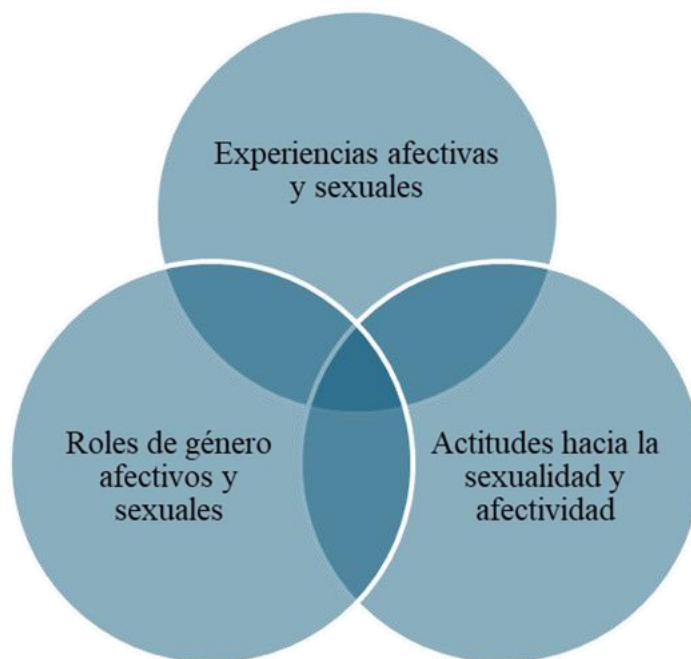 Experiencias afectivas
y sexuales
Roles de género
afectivos y
sexuales
Actitudes hacia la
sexualidad y
afectividad